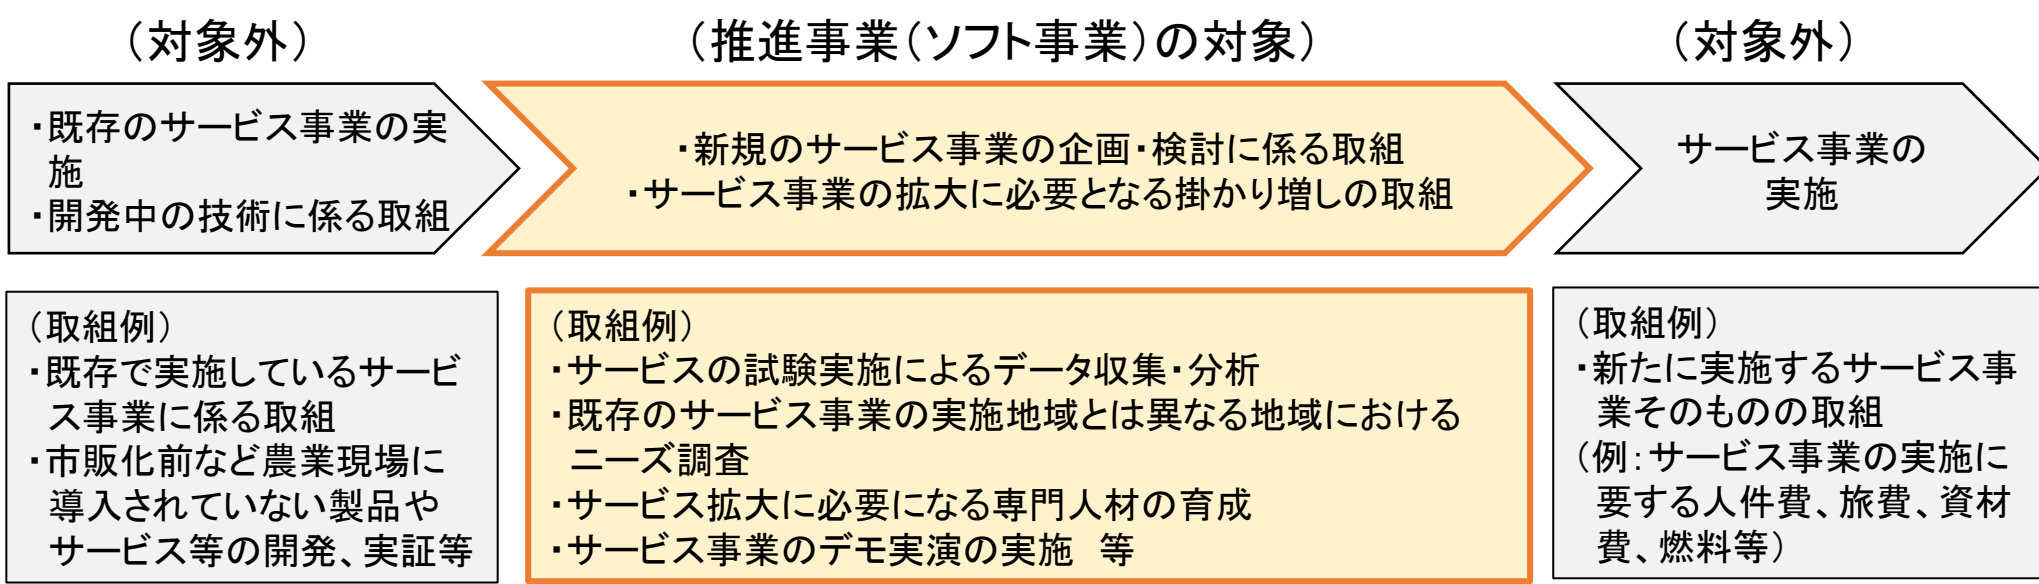 （対象外）
（推進事業（ソフト事業）の対象）
（対象外）
・既存のサービス事業の実
施
・開発中の技術に係る取組
・新規のサービス事業の企画・検討に係る取組
・サービス事業の拡大に必要となる掛かり増しの取組
サービス事業の
実施
（取組例）
・既存で実施しているサービ
ス事業に係る取組
・市販化前など農業現場に
導入されていない製品や
サービス等の開発、実証等
（取組例）
・サービスの試験実施によるデータ収集・分析
・既存のサービス事業の実施地域とは異なる地域における
ニーズ調査
・サービス拡大に必要になる専門人材の育成
・サービス事業のデモ実演の実施　等
（取組例）
・新たに実施するサービス事
業そのものの取組
（例：サービス事業の実施に
要する人件費、旅費、資材
費、燃料等）